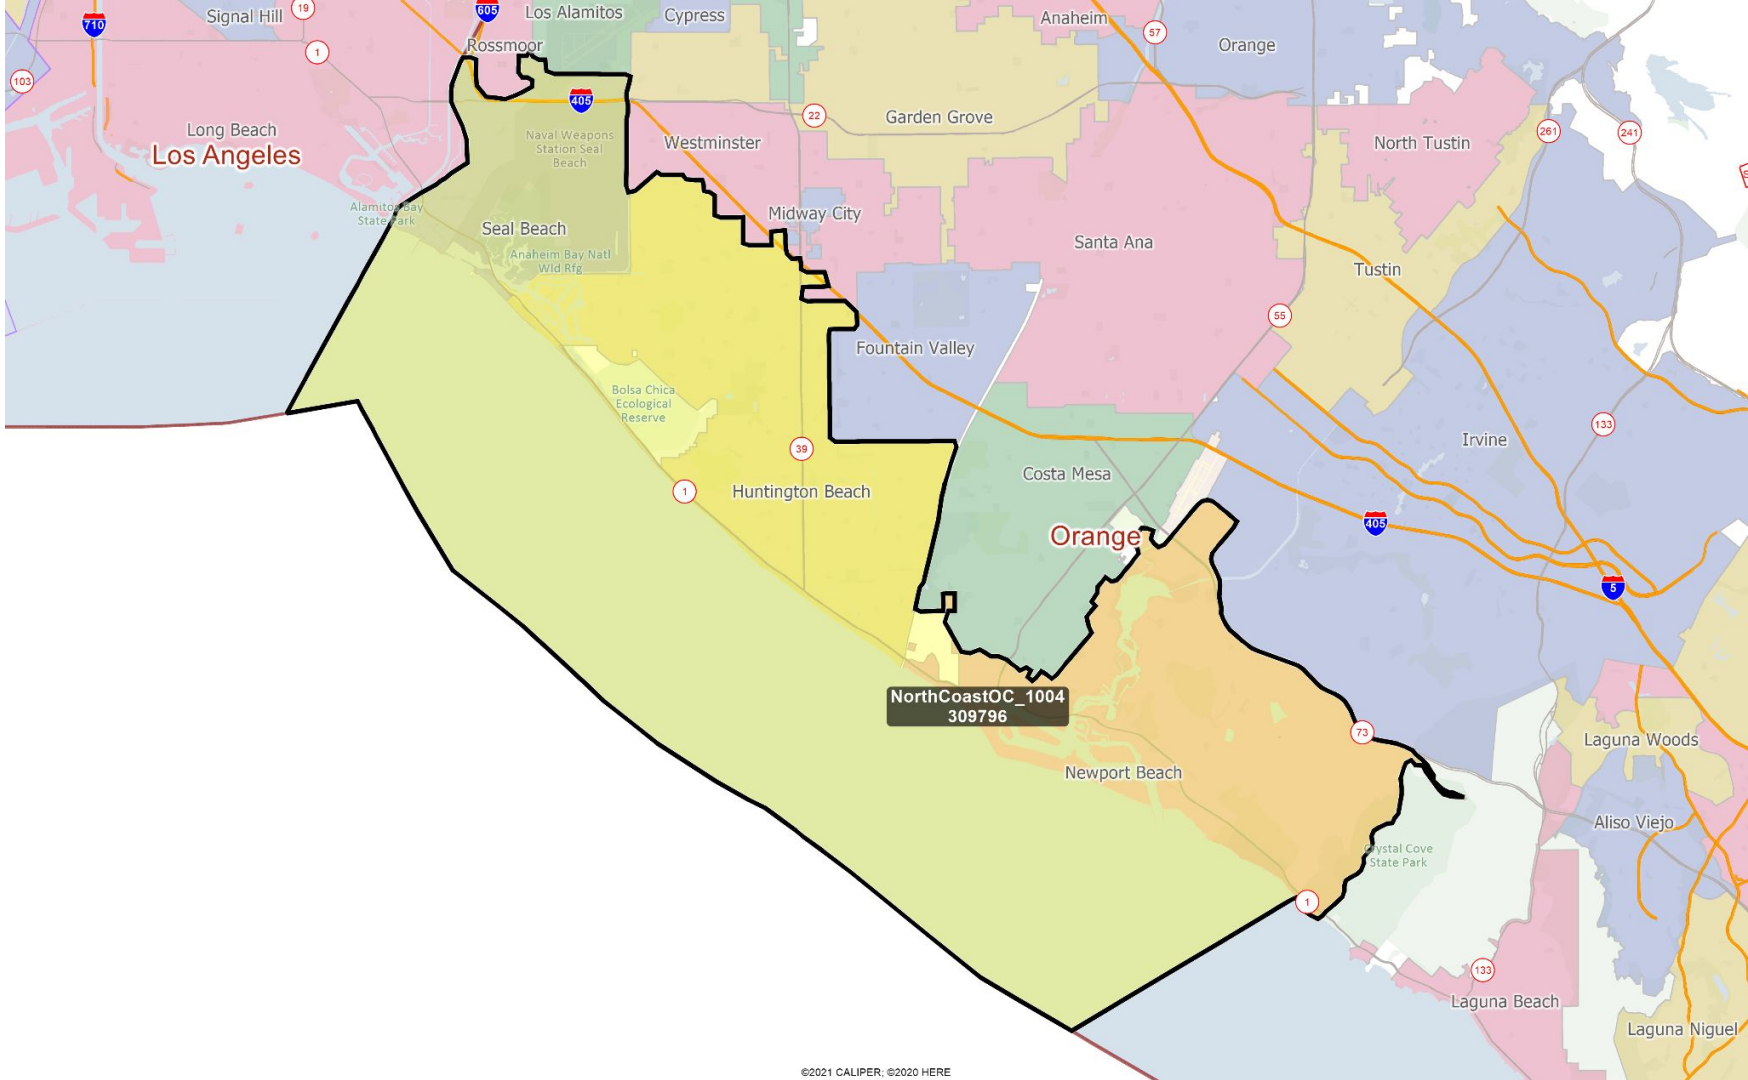 710
Signal Hill
19
605
Los Alamitos
Cypress
Anaheim
57
Orange
103
1
Rossmoor
405
22
Garden Grove
261
241
Long Beach
Los Angeles
Naval Weapons
Station Seal
Beach
Westminster
North Tustin
Alamitos Bay
State Park
Seal Beach
Midway City
Santa Ana
Anaheim Bay Natl
Wld Rfg
Tustin
55
Fountain Valley
Bolsa Chica
Ecological
Reserve
133
39
Irvine
1
Huntington Beach
Costa Mesa
Orange
405
5
NorthCoastOC_1004
309796
73
Laguna Woods
Newport Beach
Aliso Viejo
Crystal Cove
State Park
1
133
Laguna Beach
Laguna Niguel
©2021 CALIPER; ©2020 HERE